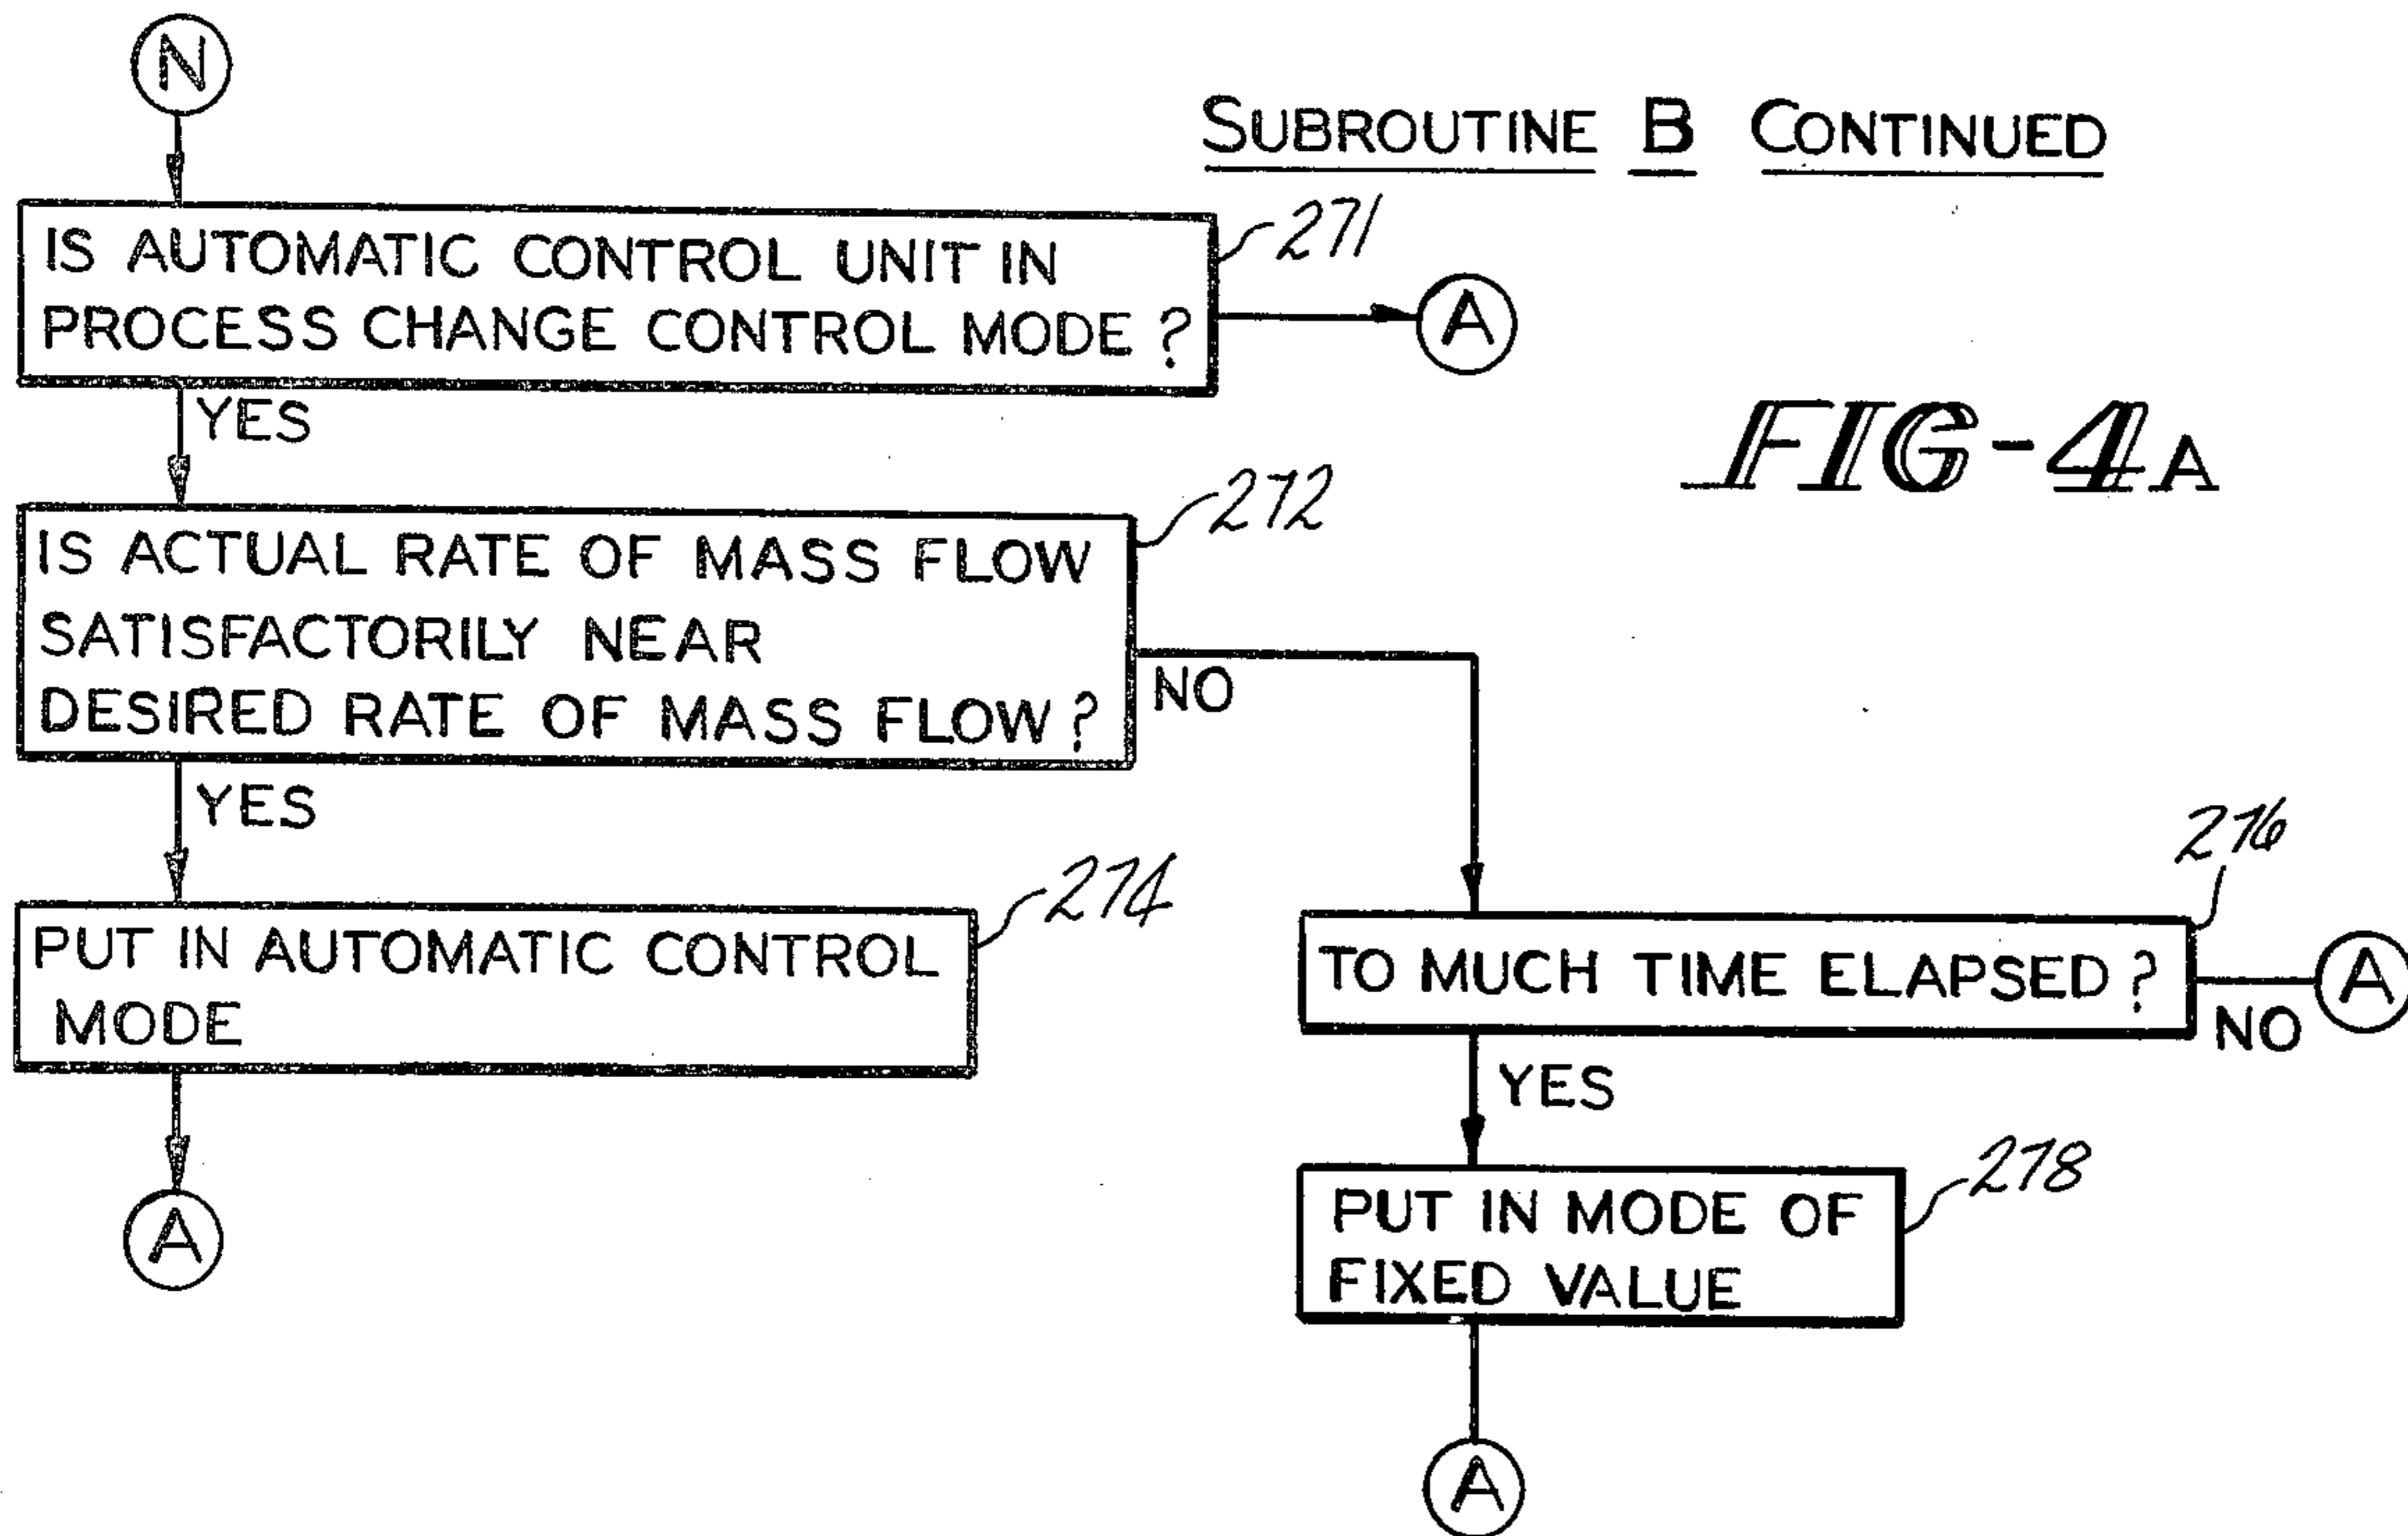 N
SUBROUTINE B CONTINUED
IS AUTOMATIC CONTROL UNIT IN
PROCESS CHANGE CONTROL MODE ?
271
A
YES
FIG-4A
IS ACTUAL RATE OF MASS FLOW
SATISFACTORILY NEAR
DESIRED RATE OF MASS FLOW ?
272
NO
YES
PUT IN AUTOMATIC CONTROL
MODE
274
TO MUCH TIME ELAPSED ?
276
A
NO
YES
A
PUT IN MODE OF
FIXED VALUE
278
A